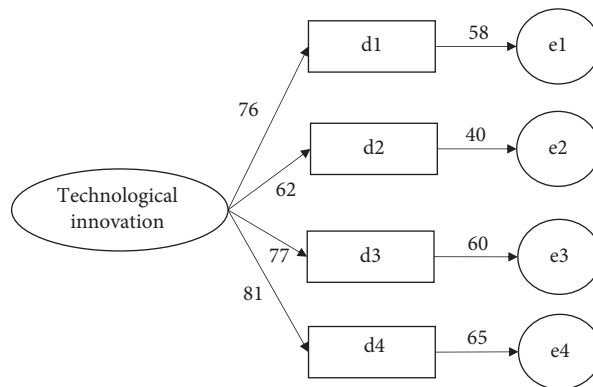 d1
58
e1
76
d2
40
e2
62
Technological
innovation
77
d3
60
e3
81
d4
65
e4